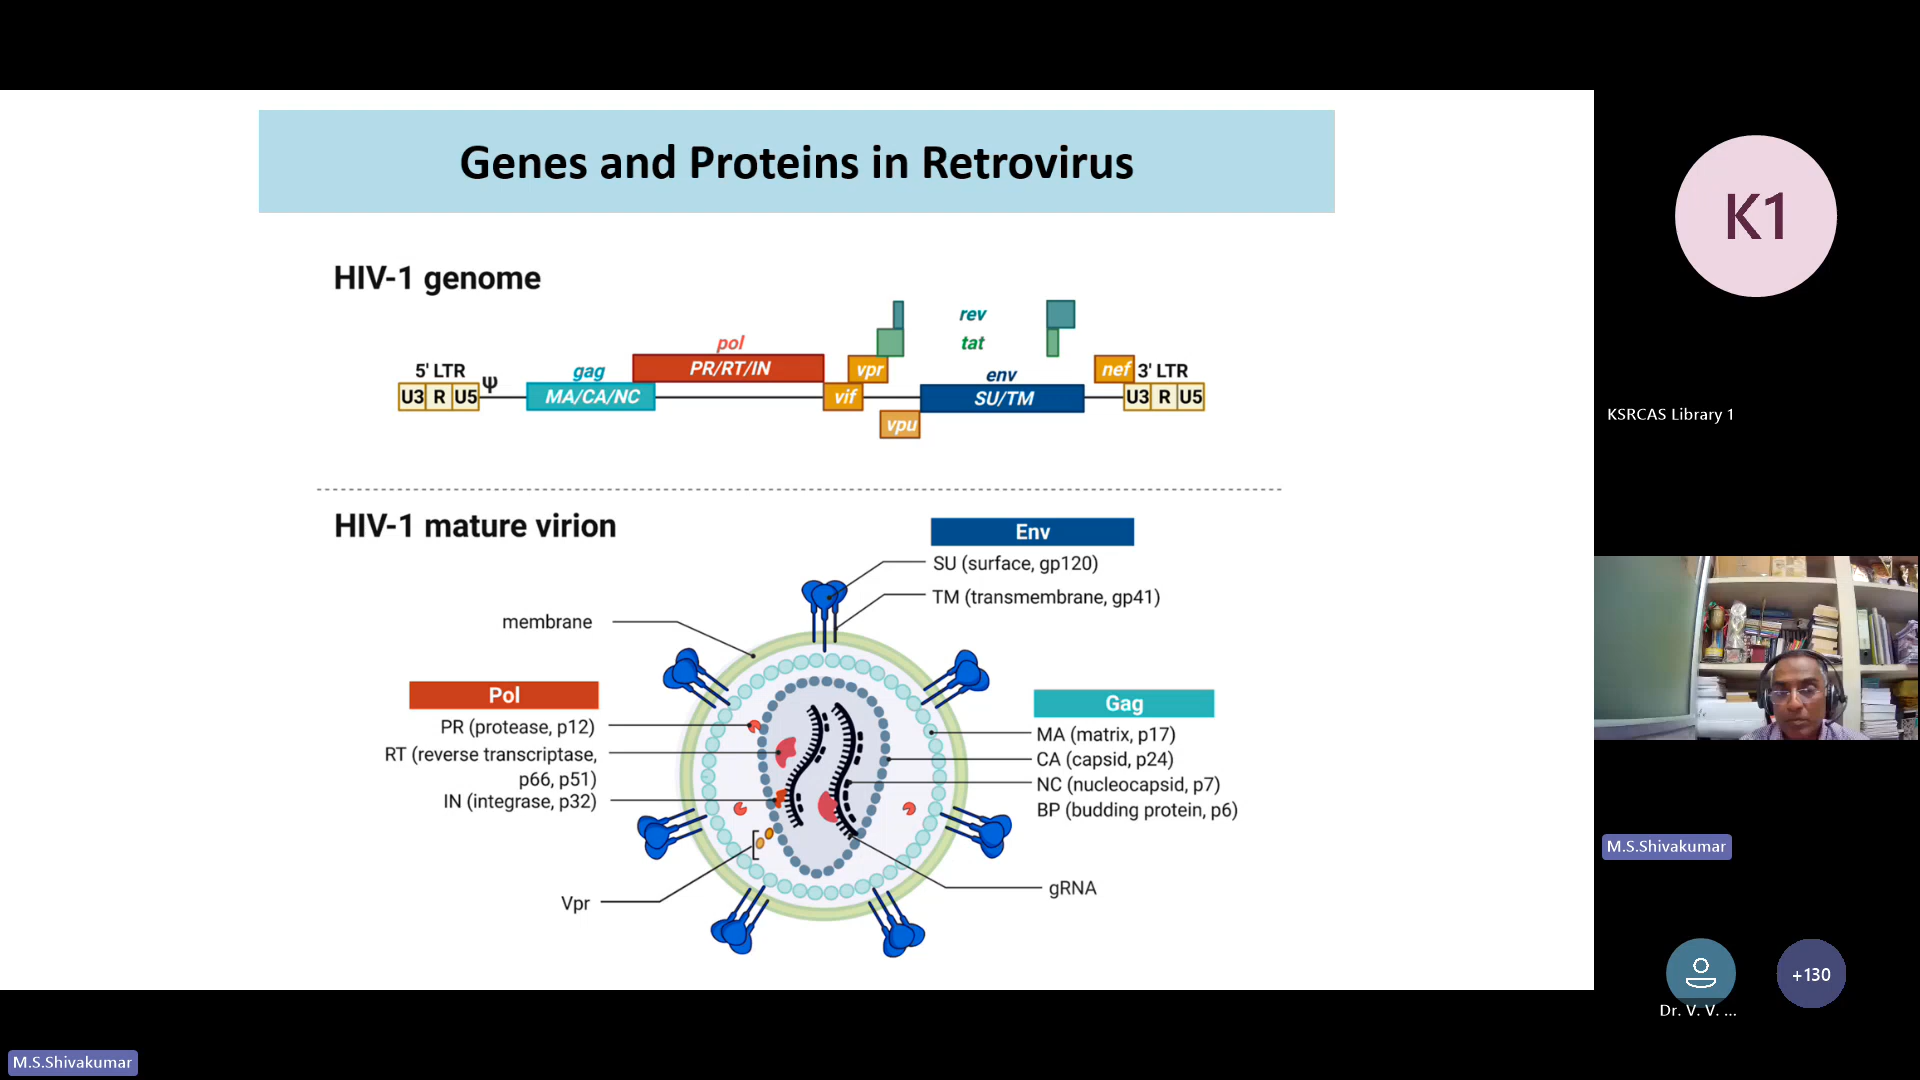 Genes and Proteins in Retrovirus
HIV-1 genome
rev
tat
pol
PR/RT/IN
5' LTR
ψ
gag
vpr
env
nef
3' LTR
U3 R U5
MA/CA/NC
vif
SU/TM
U3 R U5
vpu
HIV-1 mature virion
Env
SU (surface, gp120)
TM (transmembrane, gp41)
membrane
Pol
PR (protease, p12)
RT (reverse transcriptase,
p66, p51)
IN (integrase, p32)
Vpr
Gag
MA (matrix, p17)
CA (capsid, p24)
NC (nucleocapsid, p7)
BP (budding protein, p6)
gRNA
K1
KSRCAS Library 1
M.S.Shivakumar
+130
Dr. V. V. ...
M.S.Shivakumar